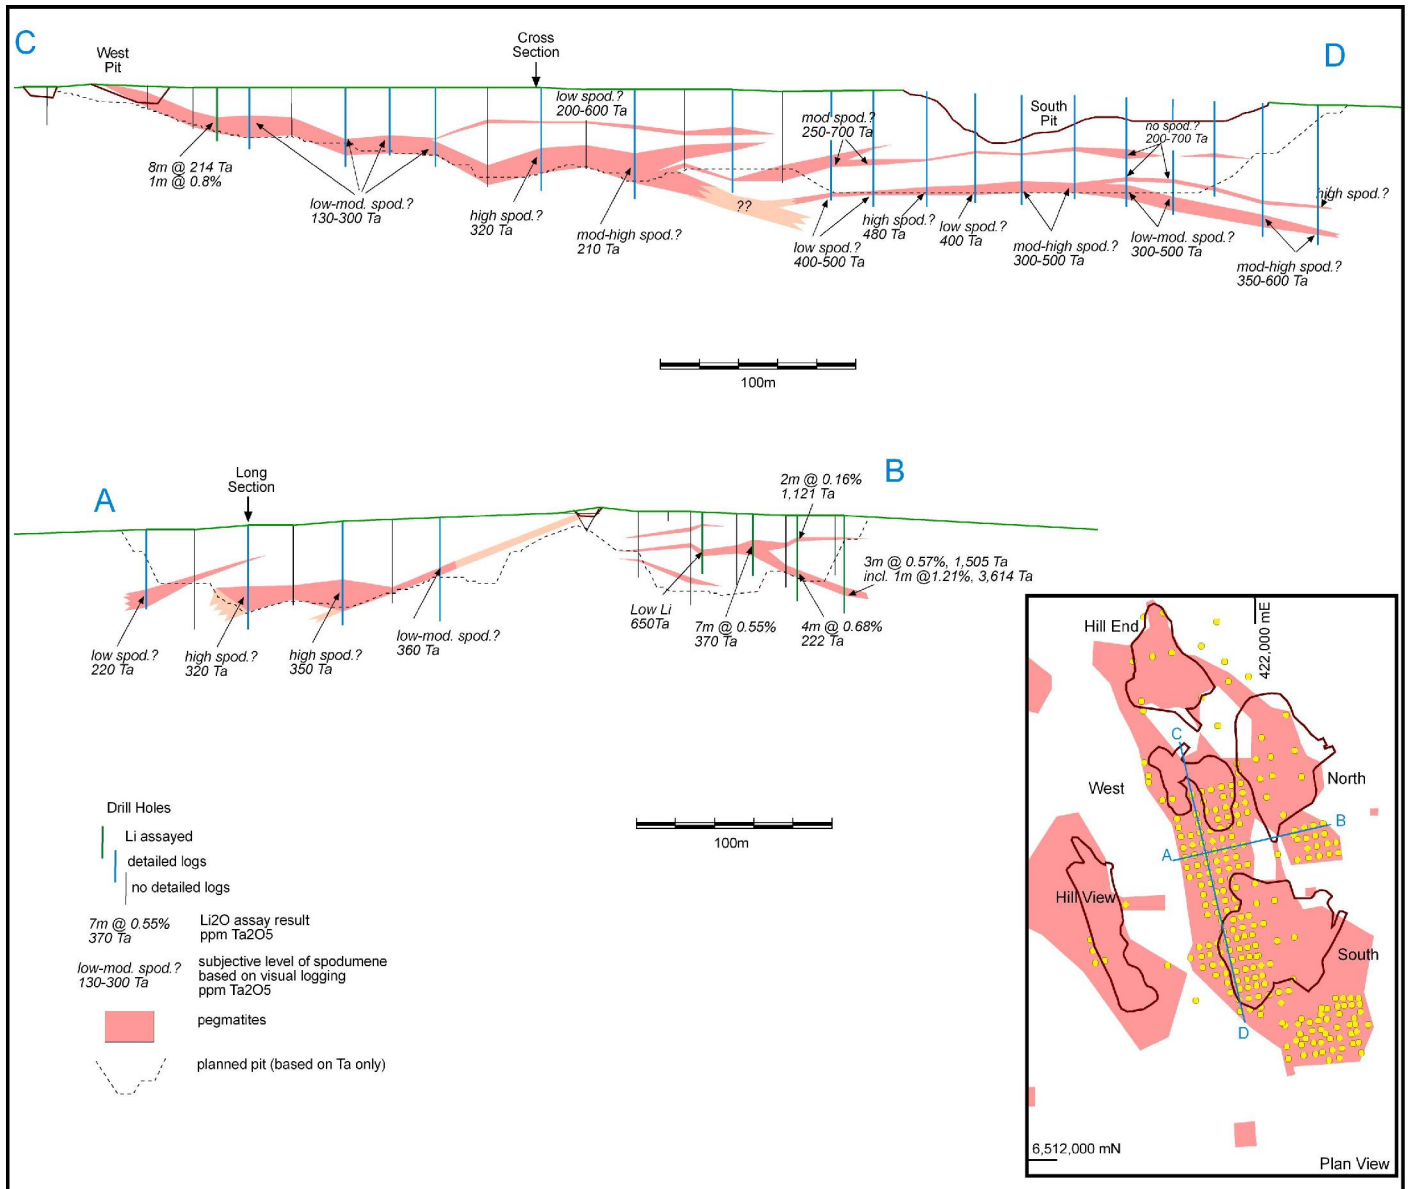 C
West
Pit
Cross
Section
D
low spod.?
200-600 Ta
mod spod.?
250-700 Ta
South
Pit
no spod.?
200-700 Ta
8m @ 214 Ta
1m @ 0.8%
low-mod. spod.?
130-300 Ta
high spod.?
320 Ta
mod-high spod.?
210 Ta
??
low spod.?
400-500 Ta
high spod.?
480 Ta
low spod.?
400 Ta
mod-high spod.?
300-500 Ta
low-mod. spod.?
300-500 Ta
high spod.?
mod-high spod.?
350-600 Ta
100m
A
Long
Section
B
2m @ 0.16%
1,121 Ta
3m @ 0.57%, 1,505 Ta
incl. 1m @1.21%, 3,614 Ta
low spod.?
220 Ta
high spod.?
320 Ta
high spod.?
350 Ta
low-mod. spod.?
360 Ta
Low Li
650Ta
7m @ 0.55%
370 Ta
4m @ 0.68%
222 Ta
100m
Drill Holes
Li assayed
detailed logs
no detailed logs
7m @ 0.55%
370 Ta
Li2O assay result
ppm Ta2O5
low-mod. spod.?
130-300 Ta
subjective level of spodumene
based on visual logging
ppm Ta2O5
pegmatites
planned pit (based on Ta only)
Hill End
422,000 mE
C
West
North
B
A
Hill View
South
D
6,512,000 mN
Plan View